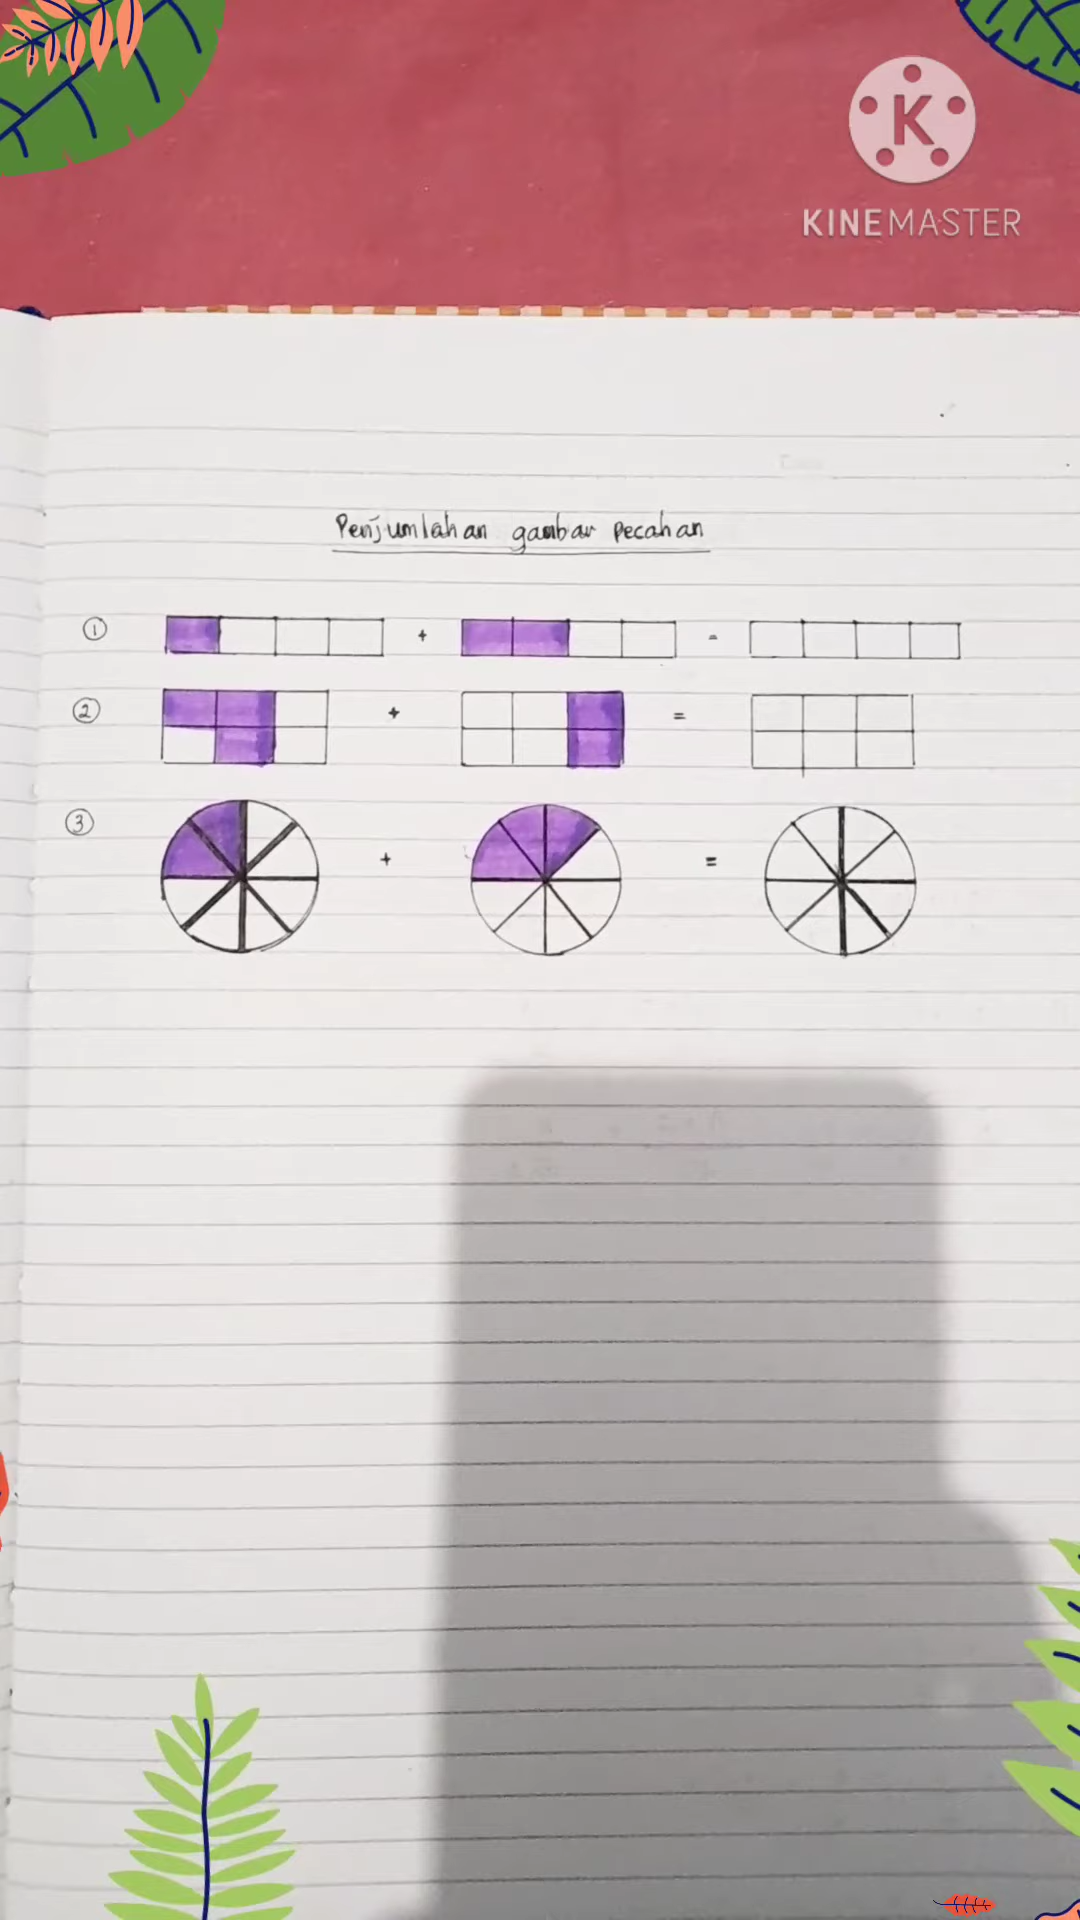 K
KINEMASTER
Penjumlahan gambar pecahan
1 + =
2 + =
3 + =